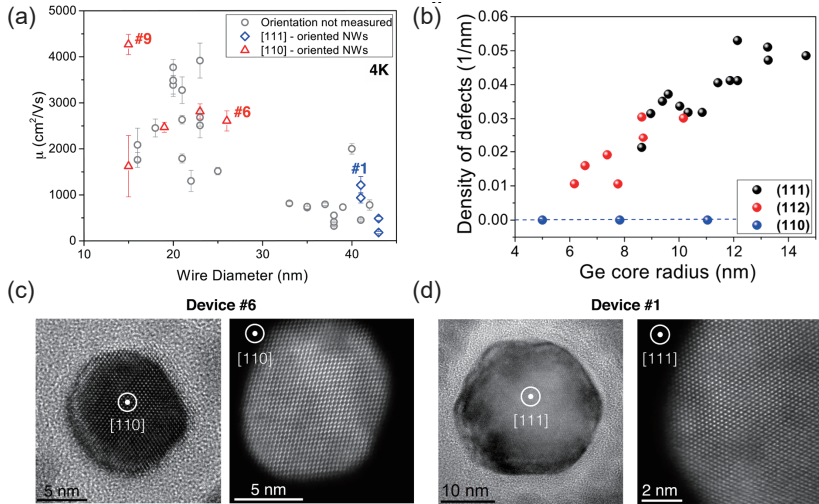 (a)
Orientation not measured
[111] - oriented NWs
[110] - oriented NWs
4K
#9
#6
#1
5000
4000
3000
2000
1000
0
μ (cm²/Vs)
10 20 30 40
Wire Diameter (nm)
(b)
0.06
0.05
0.04
0.03
0.02
0.01
0.00
Density of defects (1/nm)
(111)
(112)
(110)
4 6 8 10 12 14
Ge core radius (nm)
(c)
Device #6
[110]
5 nm
[110]
5 nm
(d)
Device #1
[111]
10 nm
[111]
2 nm